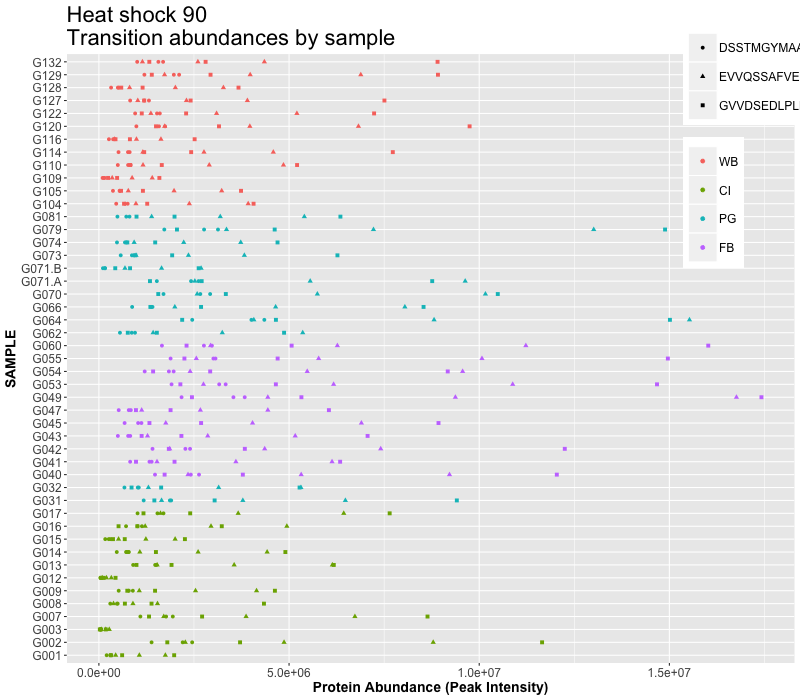 Heat shock 90
Transition abundances by sample
DSSTMGYMAA
EVVQSSAFVE
GVVDSEDLPL
WB
CI
PG
FB
SAMPLE
G132
G129
G128
G127
G122
G120
G116
G114
G110
G109
G105
G104
G081
G079
G074
G073
G071.B
G071.A
G070
G066
G064
G062
G060
G055
G054
G053
G049
G047
G045
G043
G042
G041
G040
G032
G031
G017
G016
G015
G014
G013
G012
G009
G008
G007
G003
G002
G001
0.0e+00 5.0e+06 1.0e+07 1.5e+07
Protein Abundance (Peak Intensity)